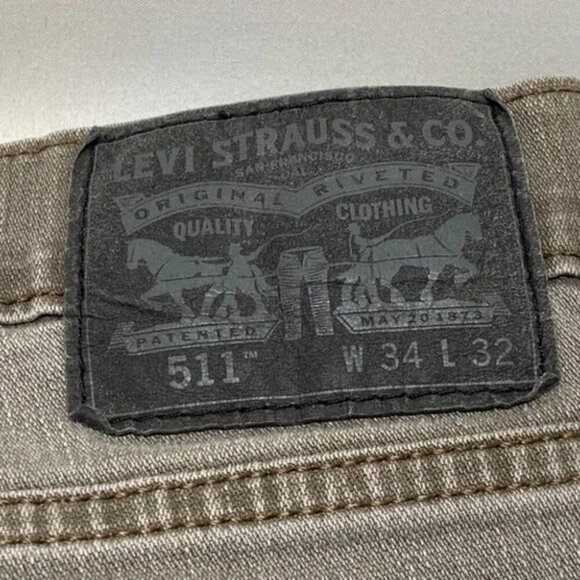 LEVI STRAUSS & CO.
SAN FRANCISCO
CAL.
ORIGINAL RIVETED
QUALITY CLOTHING
PATENTED MAY 20 1873
511™ W 34 L 32